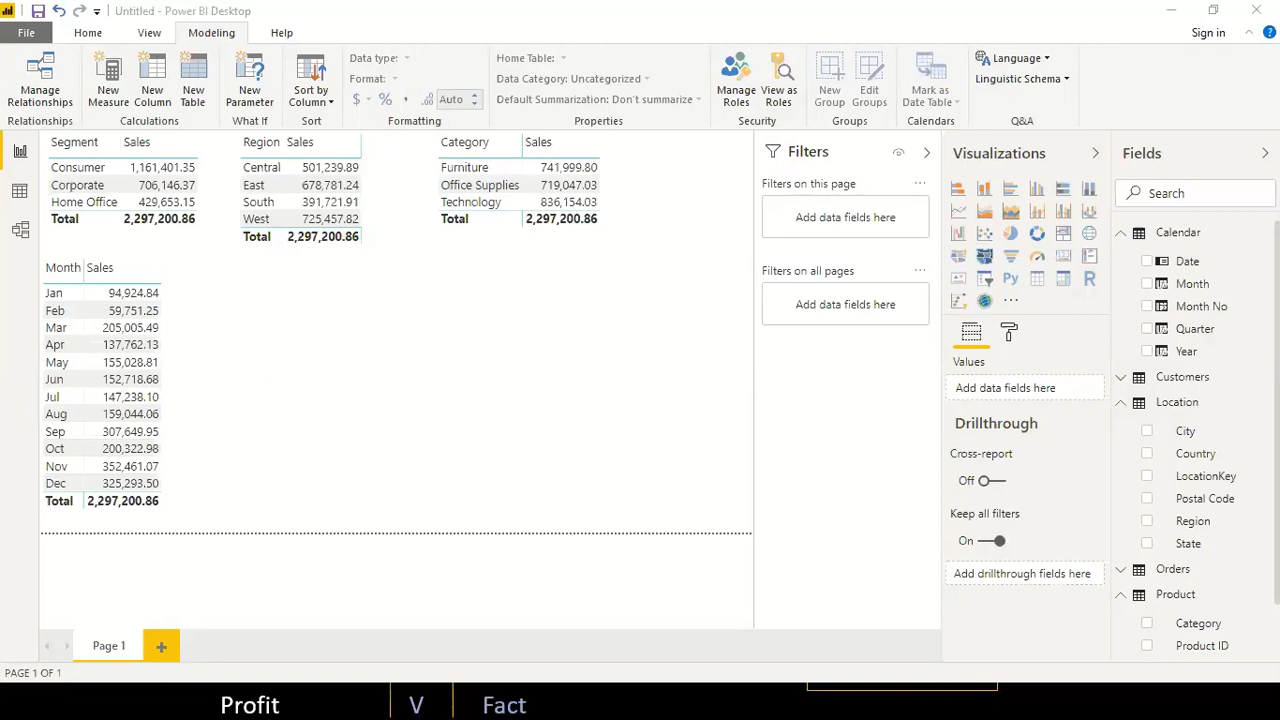 Untitled - Power BI Desktop
File Home View Modeling Help Sign in
Manage Relationships
New Measure
New Column
New Table
New Parameter
Sort by Column
Data type:
Format:
$ % , Auto
Home Table:
Data Category: Uncategorized
Default Summarization: Don't summarize
Manage Roles
View as Roles
New Group
Edit Groups
Mark as Date Table
Language
Linguistic Schema
Relationships Calculations What If Sort Formatting Properties Security Groups Calendars Q&A
Segment Sales
Consumer 1,161,401.35
Corporate 706,146.37
Home Office 429,653.15
Total 2,297,200.86
Region Sales
Central 501,239.89
East 678,781.24
South 391,721.91
West 725,457.82
Total 2,297,200.86
Category Sales
Furniture 741,999.80
Office Supplies 719,047.03
Technology 836,154.03
Total 2,297,200.86
Month Sales
Jan 94,924.84
Feb 59,751.25
Mar 205,005.49
Apr 137,762.13
May 155,028.81
Jun 152,718.68
Jul 147,238.10
Aug 159,044.06
Sep 307,649.95
Oct 200,322.98
Nov 352,461.07
Dec 325,293.50
Total 2,297,200.86
Filters
Filters on this page ...
Add data fields here
Filters on all pages ...
Add data fields here
Visualizations
Py R
...
Values
Add data fields here
Drillthrough
Cross-report
Off
Keep all filters
On
Add drillthrough fields here
Fields
Search
Calendar
Date
Month
Month No
Quarter
Year
Customers
Location
City
Country
LocationKey
Postal Code
Region
State
Orders
Product
Category
Product ID
Page 1
PAGE 1 OF 1
Profit V Fact